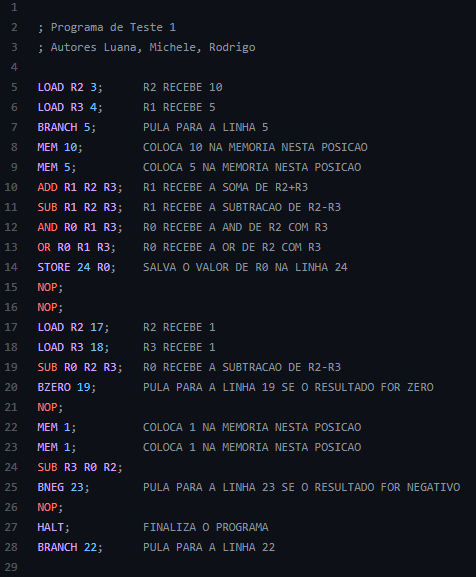 1
2 ; Programa de Teste 1
3 ; Autores Luana, Michele, Rodrigo
4
5 LOAD R2 3; R2 RECEBE 10
6 LOAD R3 4; R1 RECEBE 5
7 BRANCH 5; PULA PARA A LINHA 5
8 MEM 10; COLOCA 10 NA MEMORIA NESTA POSICAO
9 MEM 5; COLOCA 5 NA MEMORIA NESTA POSICAO
10 ADD R1 R2 R3; R1 RECEBE A SOMA DE R2+R3
11 SUB R1 R2 R3; R1 RECEBE A SUBTRACAO DE R2-R3
12 AND R0 R1 R3; R0 RECEBE A AND DE R2 COM R3
13 OR R0 R1 R3; R0 RECEBE A OR DE R2 COM R3
14 STORE 24 R0; SALVA O VALOR DE R0 NA LINHA 24
15 NOP;
16 NOP;
17 LOAD R2 17; R2 RECEBE 1
18 LOAD R3 18; R3 RECEBE 1
19 SUB R0 R2 R3; R0 RECEBE A SUBTRACAO DE R2-R3
20 BZERO 19; PULA PARA A LINHA 19 SE O RESULTADO FOR ZERO
21 NOP;
22 MEM 1; COLOCA 1 NA MEMORIA NESTA POSICAO
23 MEM 1; COLOCA 1 NA MEMORIA NESTA POSICAO
24 SUB R3 R0 R2;
25 BNEG 23; PULA PARA A LINHA 23 SE O RESULTADO FOR NEGATIVO
26 NOP;
27 HALT; FINALIZA O PROGRAMA
28 BRANCH 22; PULA PARA A LINHA 22
29